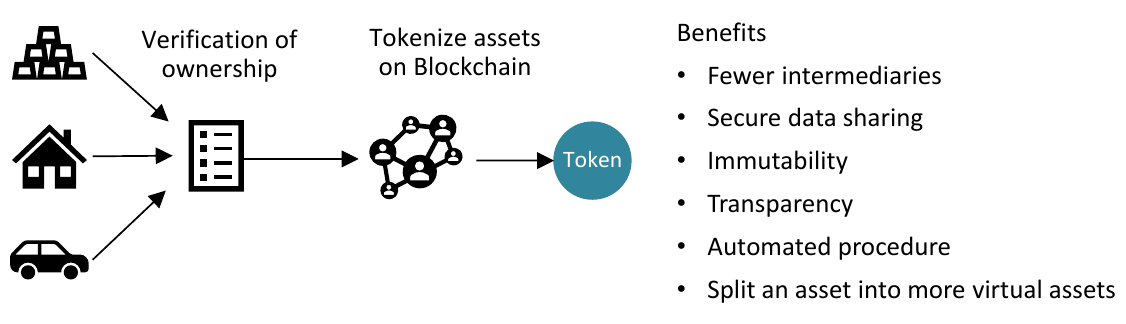 Verification of
ownership
Tokenize assets
on Blockchain
Token
Benefits
• Fewer intermediaries
• Secure data sharing
• Immutability
• Transparency
• Automated procedure
• Split an asset into more virtual assets